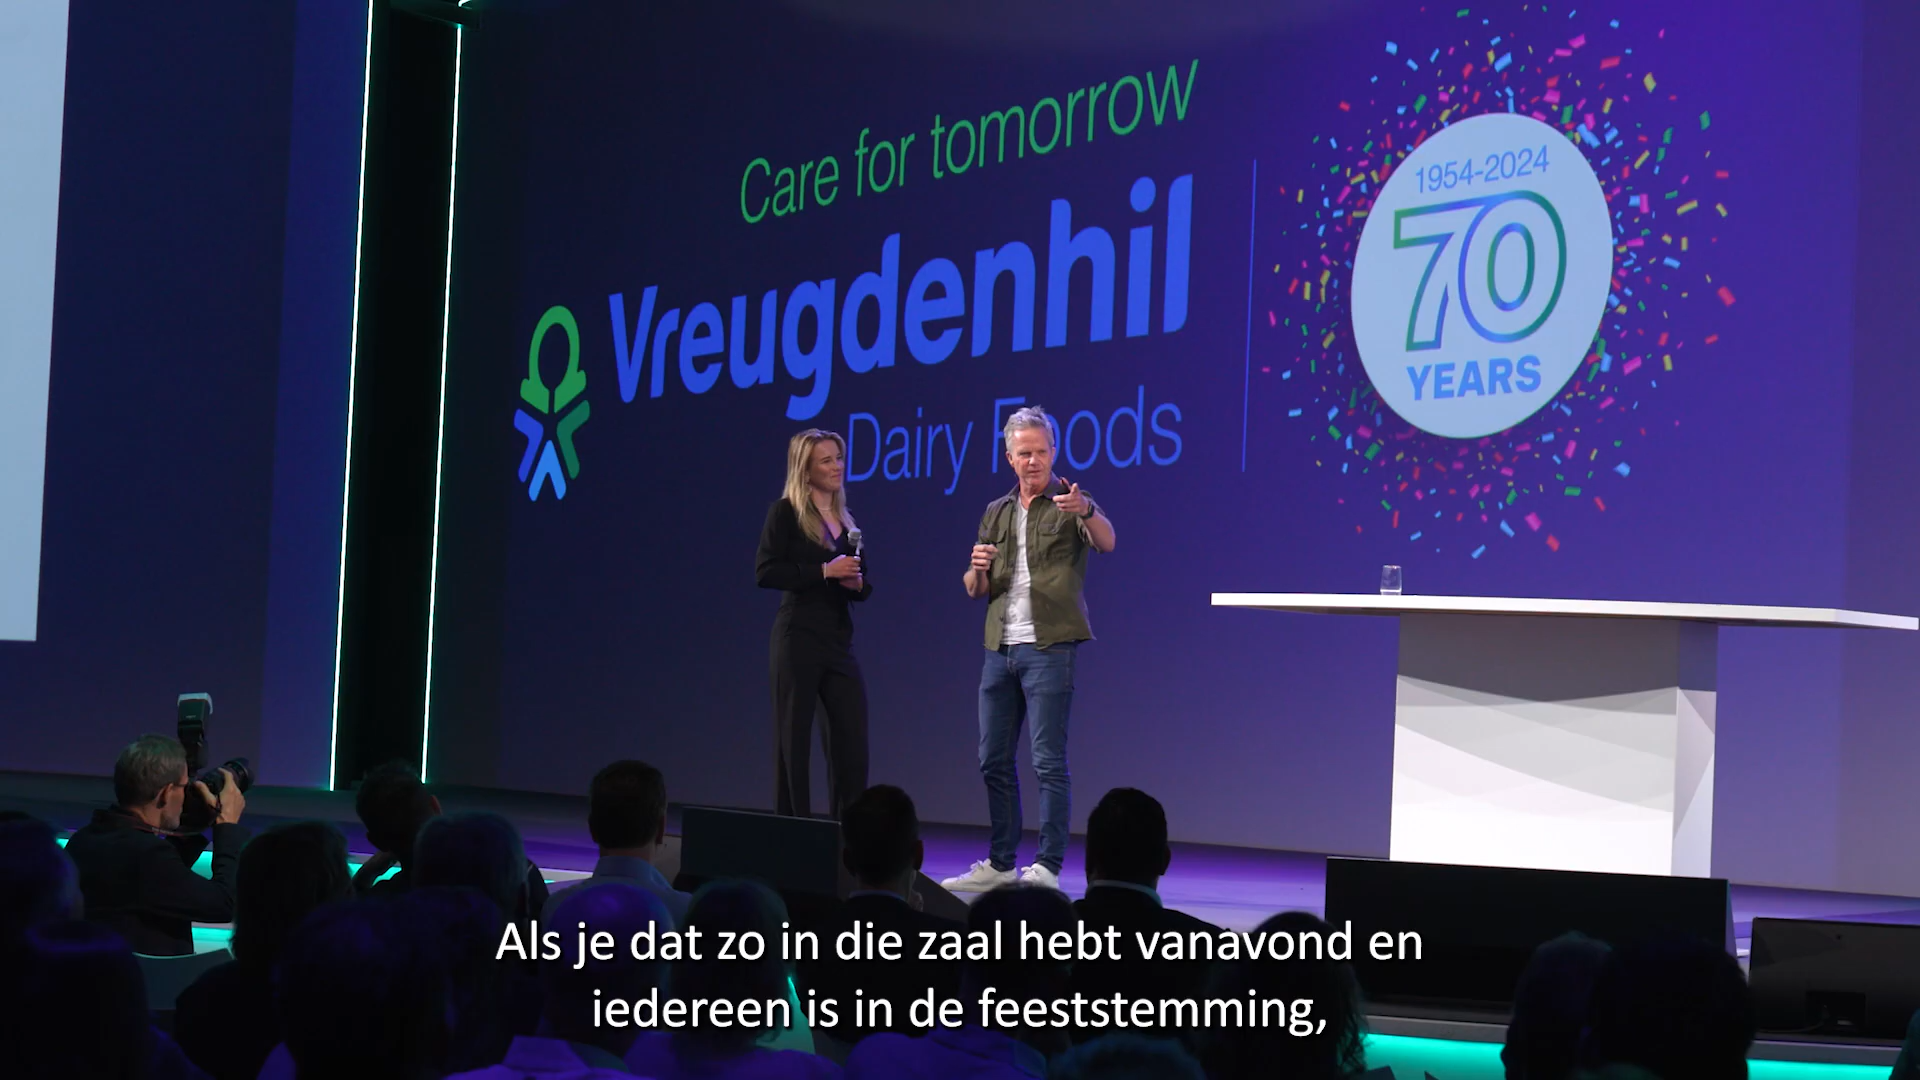 Care for tomorrow
Vreugdenhil
Dairy Foods
1954-2024
70
YEARS
Als je dat zo in die zaal hebt vanavond en
iedereen is in de feeststemming,